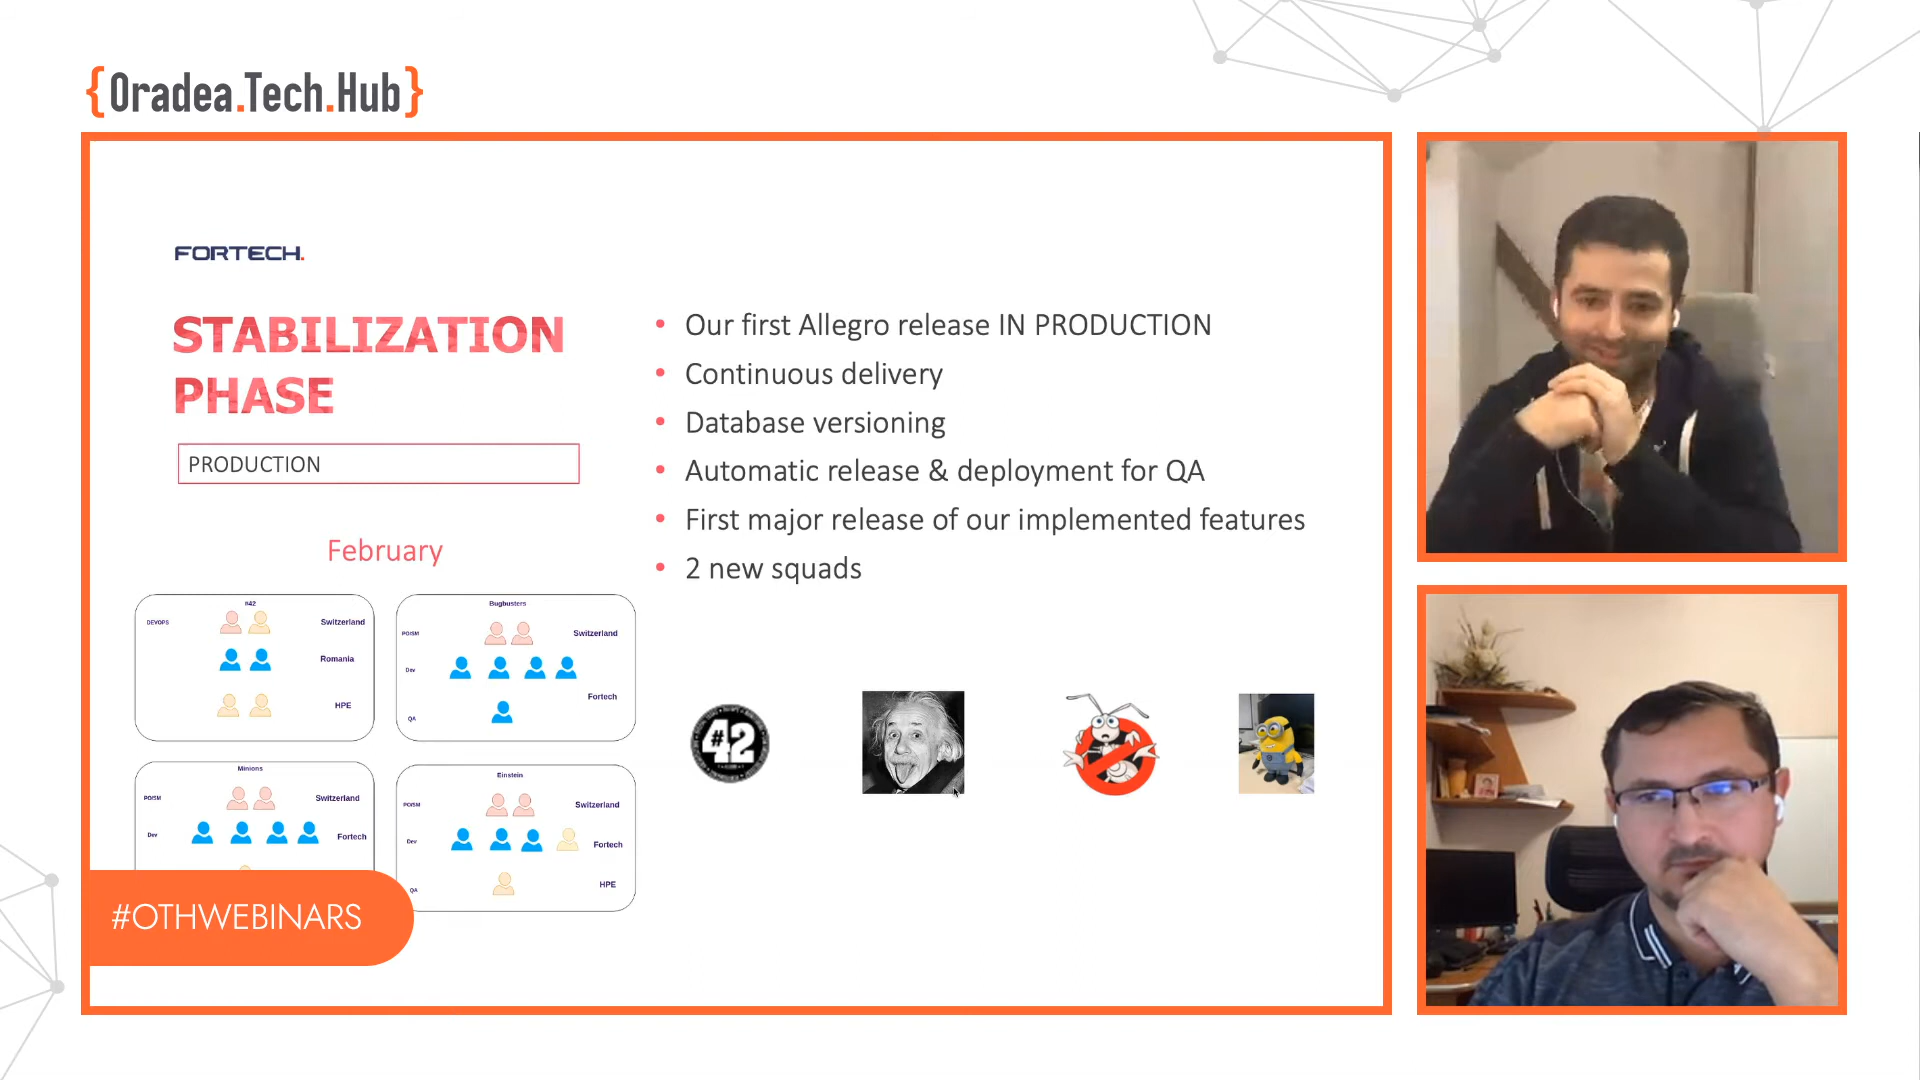 {Oradea.Tech.Hub}
FORTECH.
STABILIZATION
PHASE
PRODUCTION
February
• Our first Allegro release IN PRODUCTION
• Continuous delivery
• Database versioning
• Automatic release & deployment for QA
• First major release of our implemented features
• 2 new squads
#42
DEVOPS
Switzerland
Romania
HPE
Bugbusters
PO/SM
Switzerland
Dev
Fortech
QA
Minions
PO/SM
Switzerland
Dev
Fortech
Einstein
PO/SM
Switzerland
Dev
Fortech
QA
HPE
#42
#OTHWEBINARS